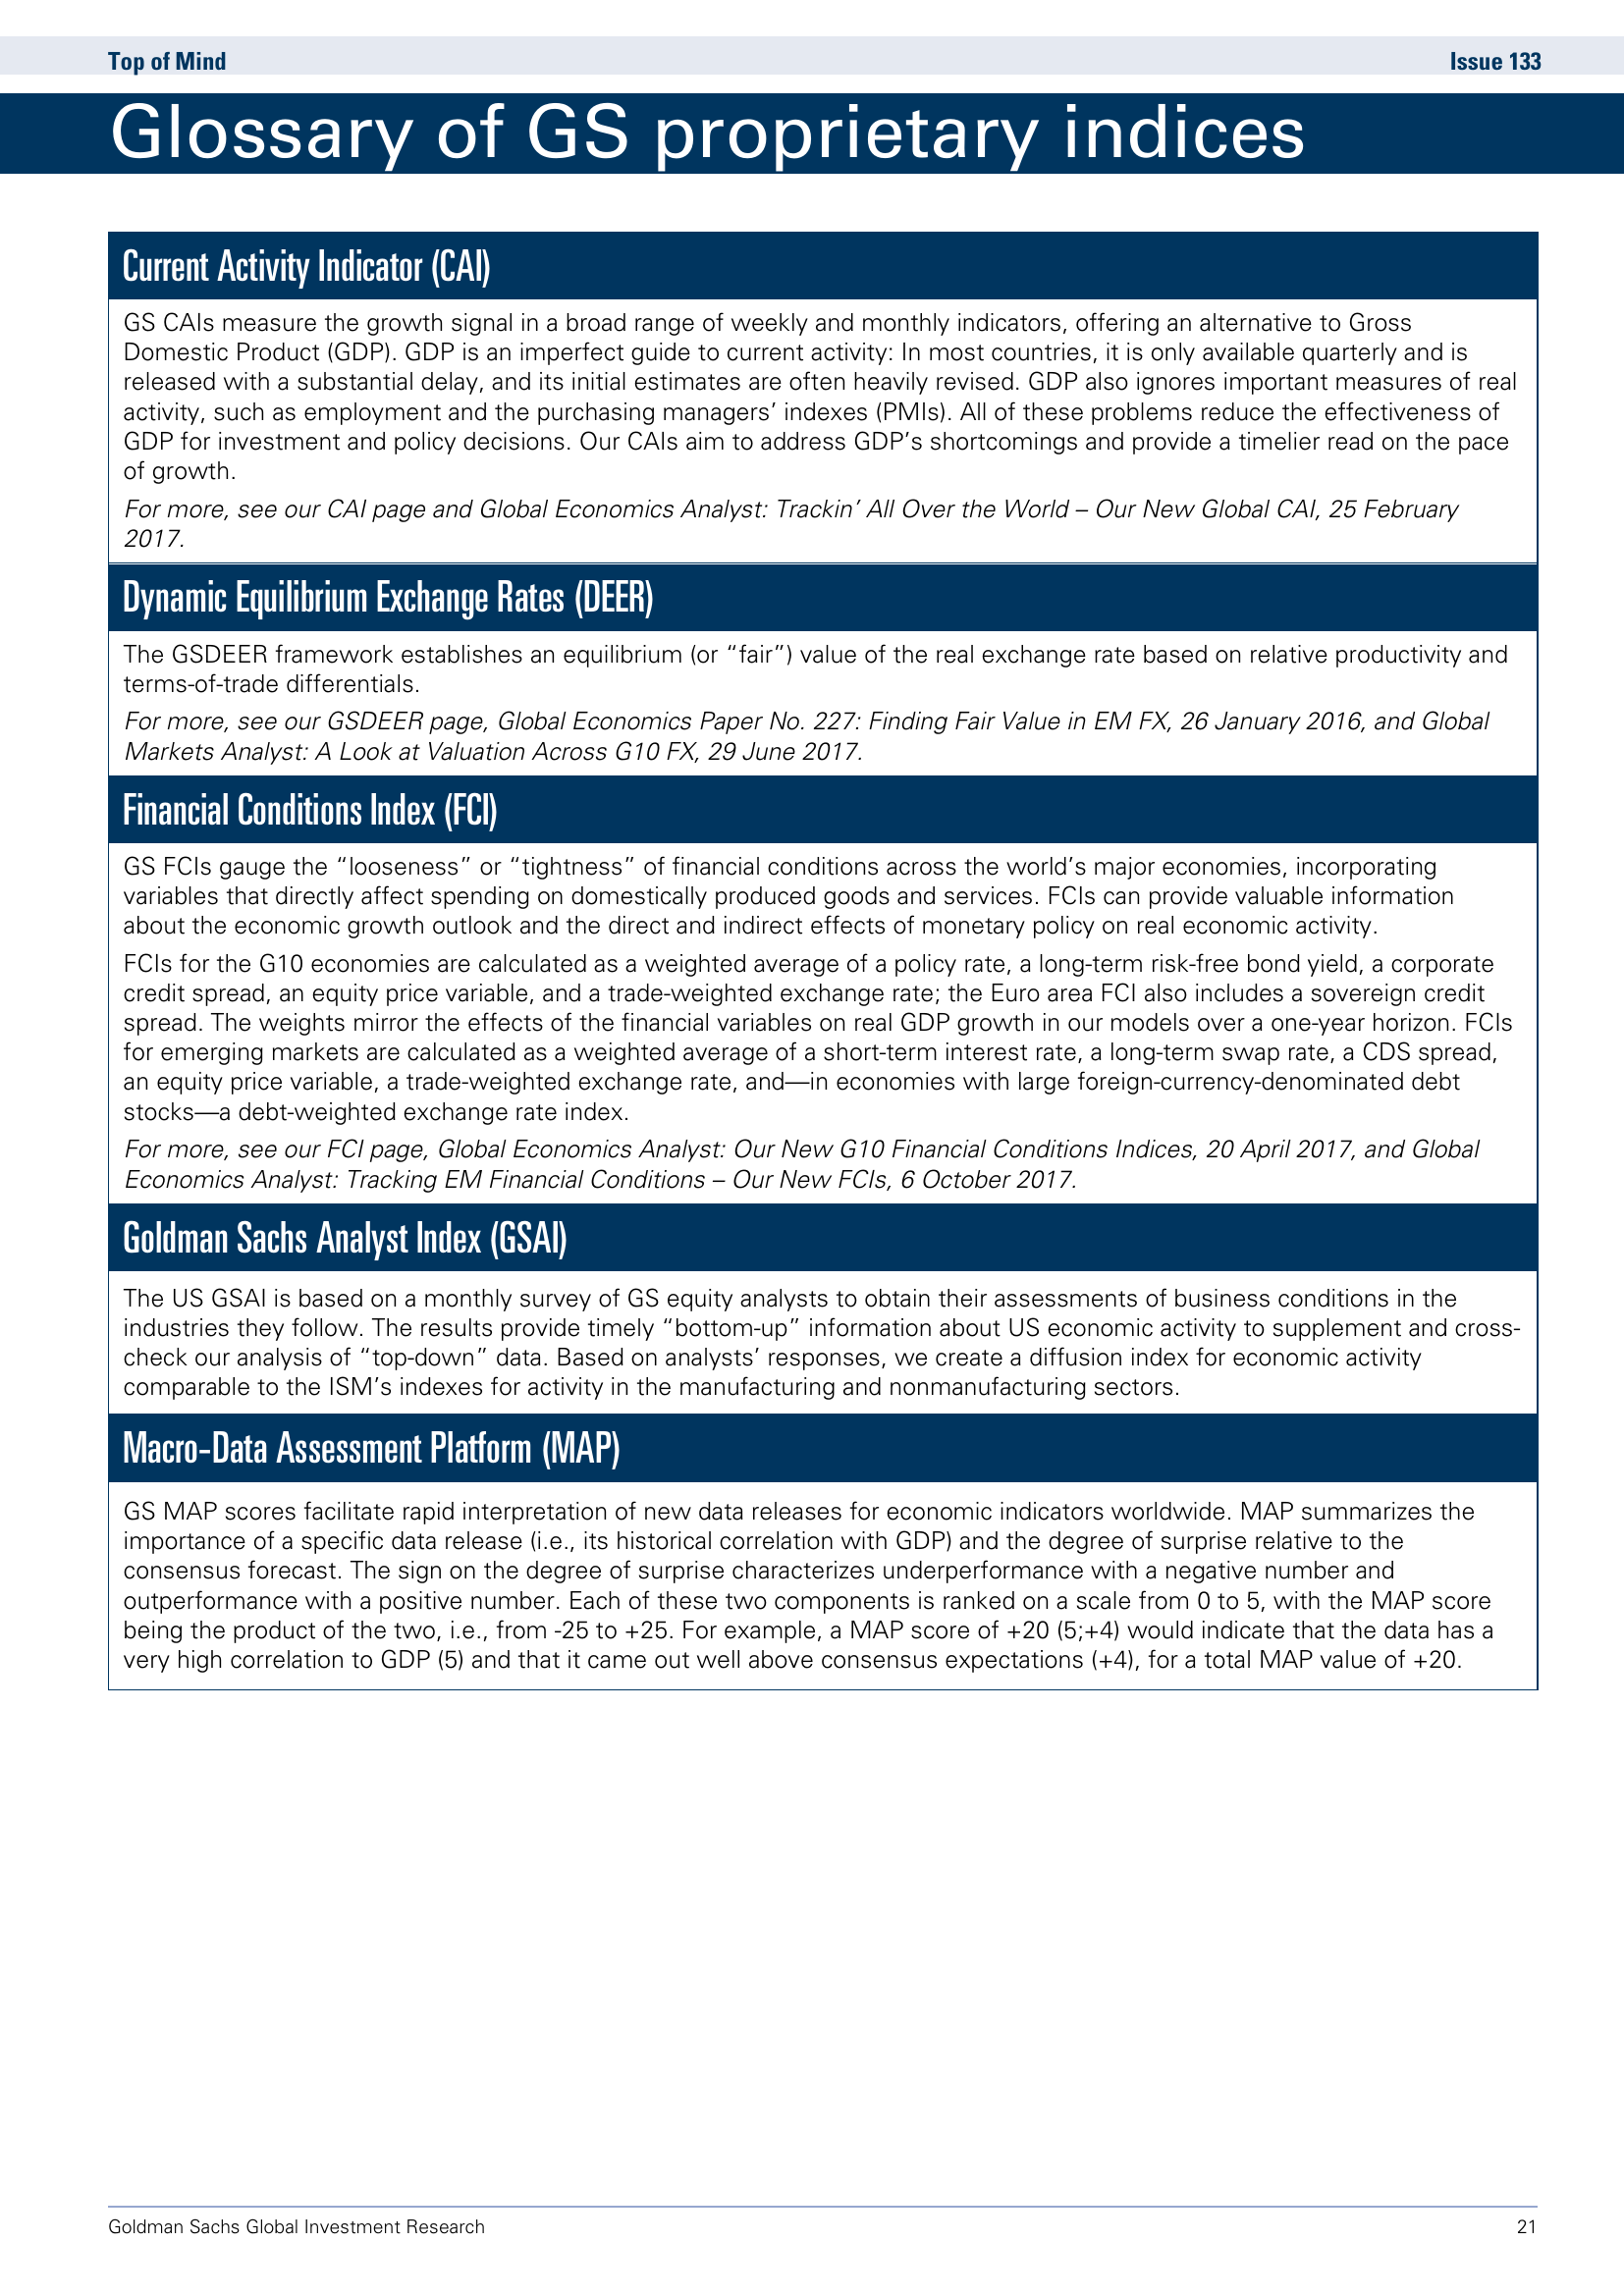 Top of Mind
Issue 133
Glossary of GS proprietary indices
Current Activity Indicator (CAI)
GS CAIs measure the growth signal in a broad range of weekly and monthly indicators, offering an alternative to Gross
Domestic Product (GDP). GDP is an imperfect guide to current activity: In most countries, it is only available quarterly and is
released with a substantial delay, and its initial estimates are often heavily revised. GDP also ignores important measures of real
activity, such as employment and the purchasing managers’ indexes (PMIs). All of these problems reduce the effectiveness of
GDP for investment and policy decisions. Our CAIs aim to address GDP’s shortcomings and provide a timelier read on the pace
of growth.
For more, see our CAI page and Global Economics Analyst: Trackin’ All Over the World – Our New Global CAI, 25 February
2017.
Dynamic Equilibrium Exchange Rates (DEER)
The GSDEER framework establishes an equilibrium (or “fair”) value of the real exchange rate based on relative productivity and
terms-of-trade differentials.
For more, see our GSDEER page, Global Economics Paper No. 227: Finding Fair Value in EM FX, 26 January 2016, and Global
Markets Analyst: A Look at Valuation Across G10 FX, 29 June 2017.
Financial Conditions Index (FCI)
GS FCIs gauge the “looseness” or “tightness” of financial conditions across the world’s major economies, incorporating
variables that directly affect spending on domestically produced goods and services. FCIs can provide valuable information
about the economic growth outlook and the direct and indirect effects of monetary policy on real economic activity.
FCIs for the G10 economies are calculated as a weighted average of a policy rate, a long-term risk-free bond yield, a corporate
credit spread, an equity price variable, and a trade-weighted exchange rate; the Euro area FCI also includes a sovereign credit
spread. The weights mirror the effects of the financial variables on real GDP growth in our models over a one-year horizon. FCIs
for emerging markets are calculated as a weighted average of a short-term interest rate, a long-term swap rate, a CDS spread,
an equity price variable, a trade-weighted exchange rate, and—in economies with large foreign-currency-denominated debt
stocks—a debt-weighted exchange rate index.
For more, see our FCI page, Global Economics Analyst: Our New G10 Financial Conditions Indices, 20 April 2017, and Global
Economics Analyst: Tracking EM Financial Conditions – Our New FCIs, 6 October 2017.
Goldman Sachs Analyst Index (GSAI)
The US GSAI is based on a monthly survey of GS equity analysts to obtain their assessments of business conditions in the
industries they follow. The results provide timely “bottom-up” information about US economic activity to supplement and cross-
check our analysis of “top-down” data. Based on analysts’ responses, we create a diffusion index for economic activity
comparable to the ISM’s indexes for activity in the manufacturing and nonmanufacturing sectors.
Macro-Data Assessment Platform (MAP)
GS MAP scores facilitate rapid interpretation of new data releases for economic indicators worldwide. MAP summarizes the
importance of a specific data release (i.e., its historical correlation with GDP) and the degree of surprise relative to the
consensus forecast. The sign on the degree of surprise characterizes underperformance with a negative number and
outperformance with a positive number. Each of these two components is ranked on a scale from 0 to 5, with the MAP score
being the product of the two, i.e., from -25 to +25. For example, a MAP score of +20 (5;+4) would indicate that the data has a
very high correlation to GDP (5) and that it came out well above consensus expectations (+4), for a total MAP value of +20.
Goldman Sachs Global Investment Research
21